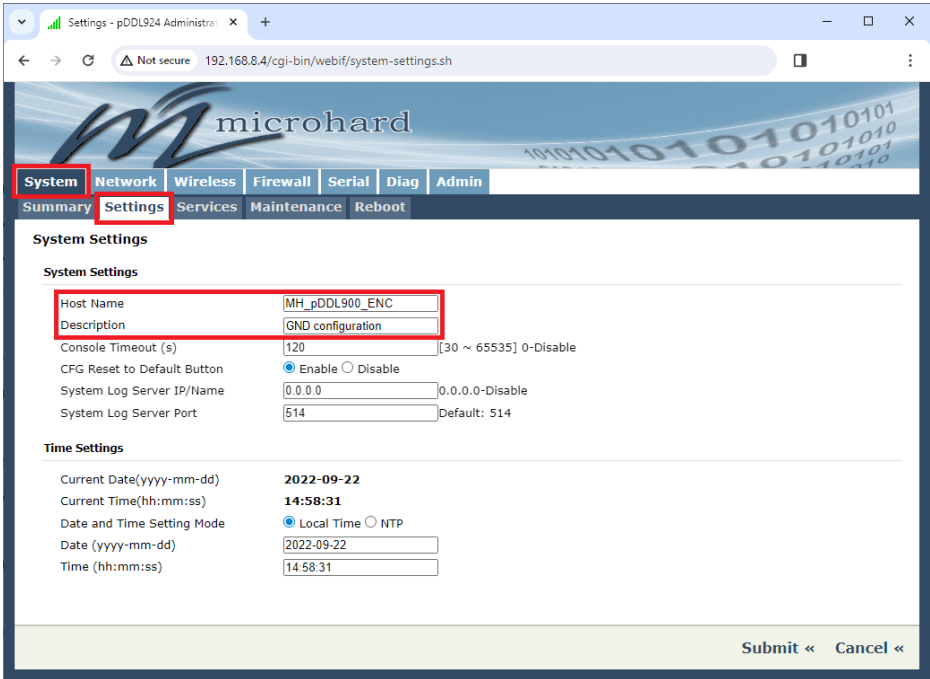 Settings - pDDL924 Administrat
Not secure 192.168.8.4/cgi-bin/webif/system-settings.sh
microhard
101010101010101010101
System Network Wireless Firewall Serial Diag Admin
Summary Settings Services Maintenance Reboot
System Settings
System Settings
Host Name MH_pDDL900_ENC
Description GND configuration
Console Timeout (s) 120 [30 ~ 65535] 0-Disable
CFG Reset to Default Button Enable Disable
System Log Server IP/Name 0.0.0.0 0.0.0.0-Disable
System Log Server Port 514 Default: 514
Time Settings
Current Date(yyyy-mm-dd) 2022-09-22
Current Time(hh:mm:ss) 14:58:31
Date and Time Setting Mode Local Time NTP
Date (yyyy-mm-dd) 2022-09-22
Time (hh:mm:ss) 14:58:31
Submit « Cancel «